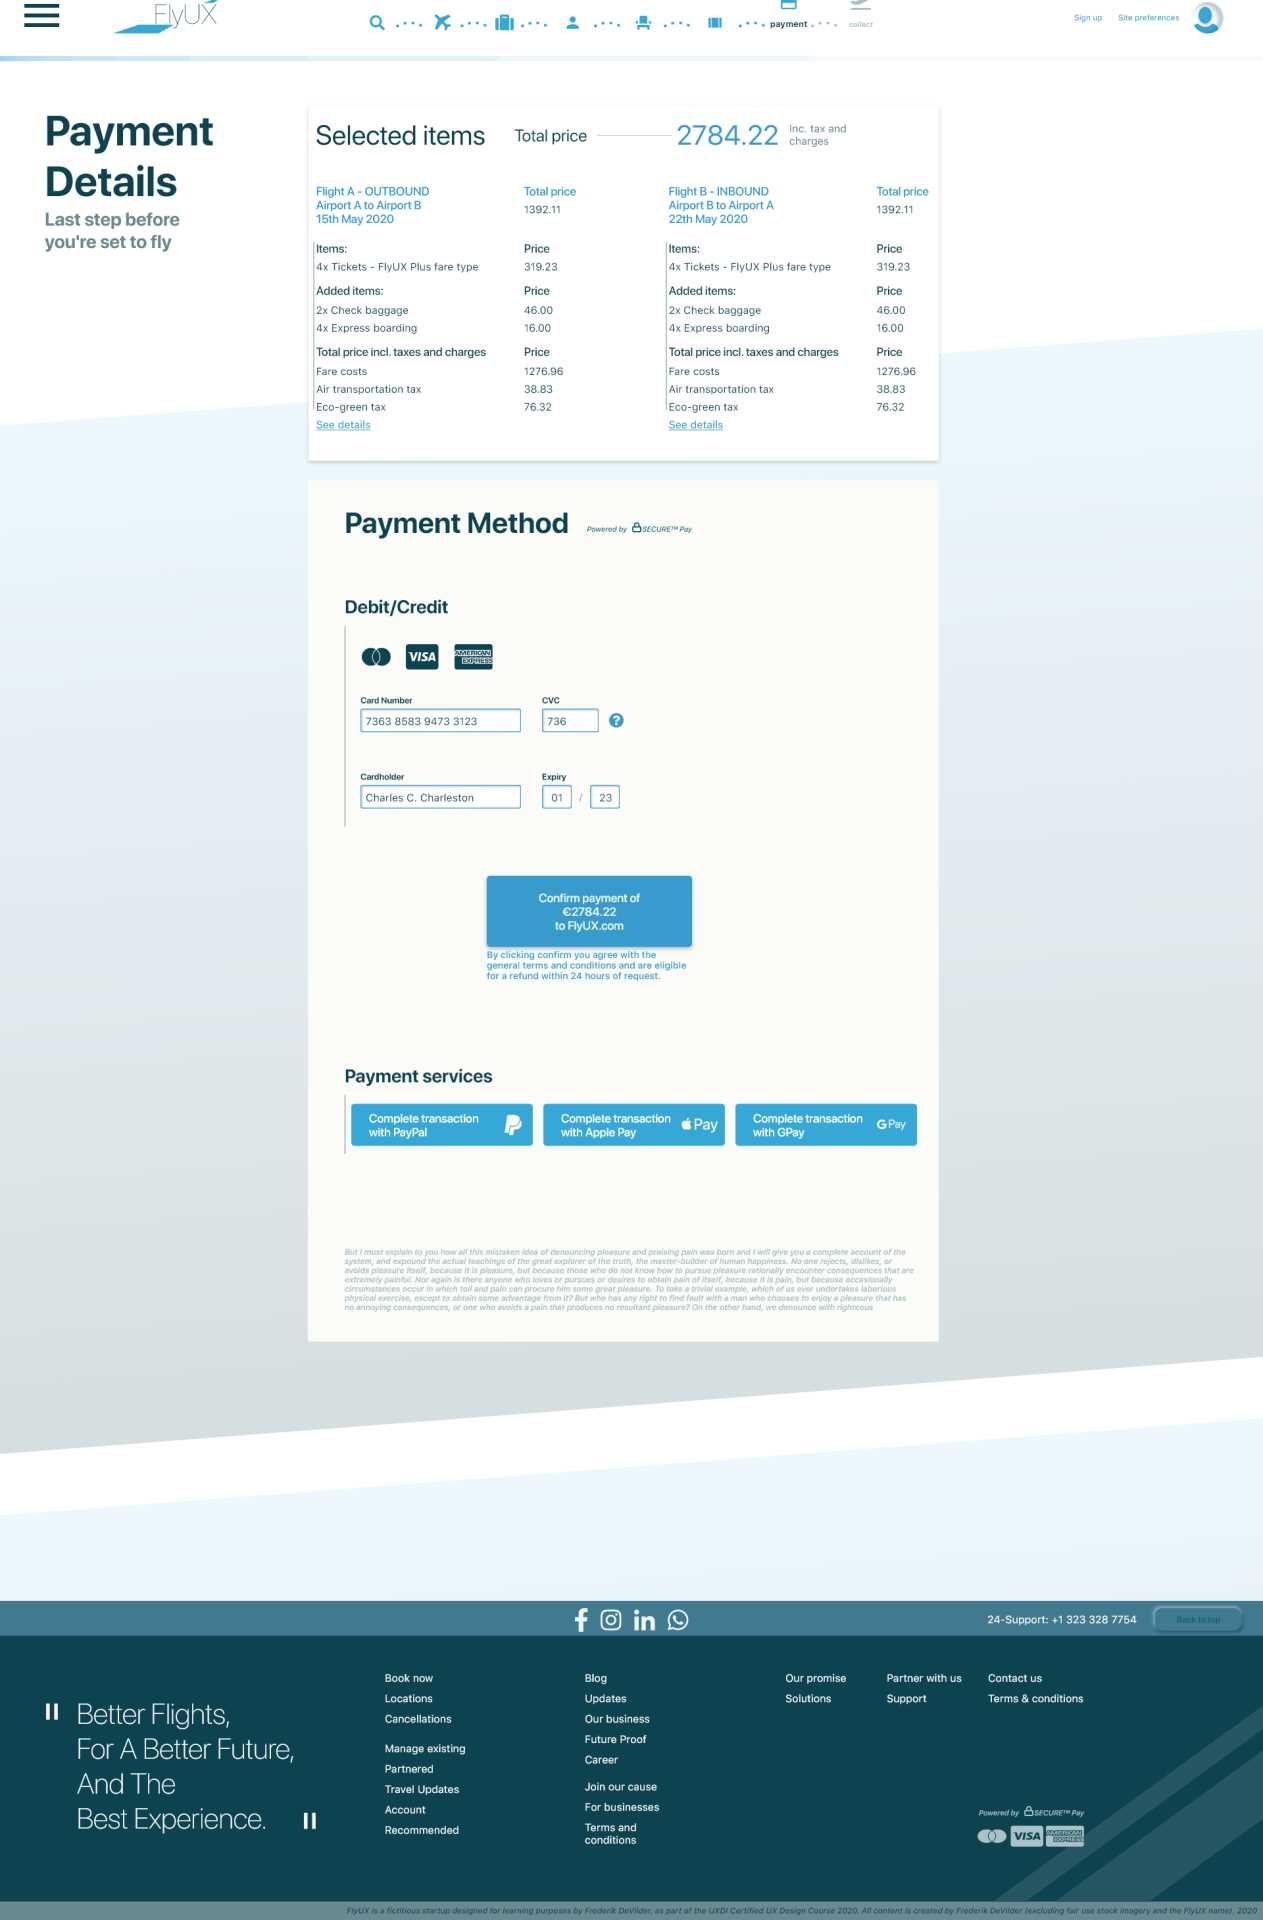 FlyUX
payment
collect
Sign up
Site preferences
Payment
Details
Last step before
you're set to fly
Selected items
Total price
2784.22
Inc. tax and
charges
Flight A - OUTBOUND
Airport A to Airport B
15th May 2020
Total price
1392.11
Items:
Price
4x Tickets - FlyUX Plus fare type
319.23
Added items:
Price
2x Check baggage
46.00
4x Express boarding
16.00
Total price incl. taxes and charges
Price
Fare costs
1276.96
Air transportation tax
38.83
Eco-green tax
76.32
See details
Flight B - INBOUND
Airport B to Airport A
22th May 2020
Total price
1392.11
Items:
Price
4x Tickets - FlyUX Plus fare type
319.23
Added items:
Price
2x Check baggage
46.00
4x Express boarding
16.00
Total price incl. taxes and charges
Price
Fare costs
1276.96
Air transportation tax
38.83
Eco-green tax
76.32
See details
Payment Method
Powered by SECURE™ Pay
Debit/Credit
VISA
AMERICAN
EXPRESS
Card Number
7363 8583 9473 3123
CVC
736
?
Cardholder
Charles C. Charleston
Expiry
01 / 23
Confirm payment of
€2784.22
to FlyUX.com
By clicking confirm you agree with the
general terms and conditions and are eligible
for a refund within 24 hours of request.
Payment services
Complete transaction
with PayPal
Complete transaction
with Apple Pay
Pay
Complete transaction
with GPay
G Pay
But I must explain to you how all this mistaken idea of denouncing pleasure and praising pain was born and I will give you a complete account of the
system, and expound the actual teachings of the great explorer of the truth, the master-builder of human happiness. No one rejects, dislikes, or
avoids pleasure itself, because it is pleasure, but because those who do not know how to pursue pleasure rationally encounter consequences that are
extremely painful. Nor again is there anyone who loves or pursues or desires to obtain pain of itself, because it is pain, but because occasionally
circumstances occur in which toil and pain can procure him some great pleasure. To take a trivial example, which of us ever undertakes laborious
physical exercise, except to obtain some advantage from it? But who has any right to find fault with a man who chooses to enjoy a pleasure that has
no annoying consequences, or one who avoids a pain that produces no resultant pleasure? On the other hand, we denounce with righteous
24-Support: +1 323 328 7754
Back to top
Better Flights,
For A Better Future,
And The
Best Experience.
Book now
Locations
Cancellations
Manage existing
Partnered
Travel Updates
Account
Recommended
Blog
Updates
Our business
Future Proof
Career
Join our cause
For businesses
Terms and
conditions
Our promise
Solutions
Partner with us
Support
Contact us
Terms & conditions
Powered by SECURE™ Pay
VISA
AMERICAN
EXPRESS
FlyUX is a fictitious startup designed for learning purposes by Frederik DeVilder, as part of the UXDI Certified UX Design Course 2020. All content is created by Frederik DeVilder (excluding fair use stock imagery and the FlyUX name). 2020